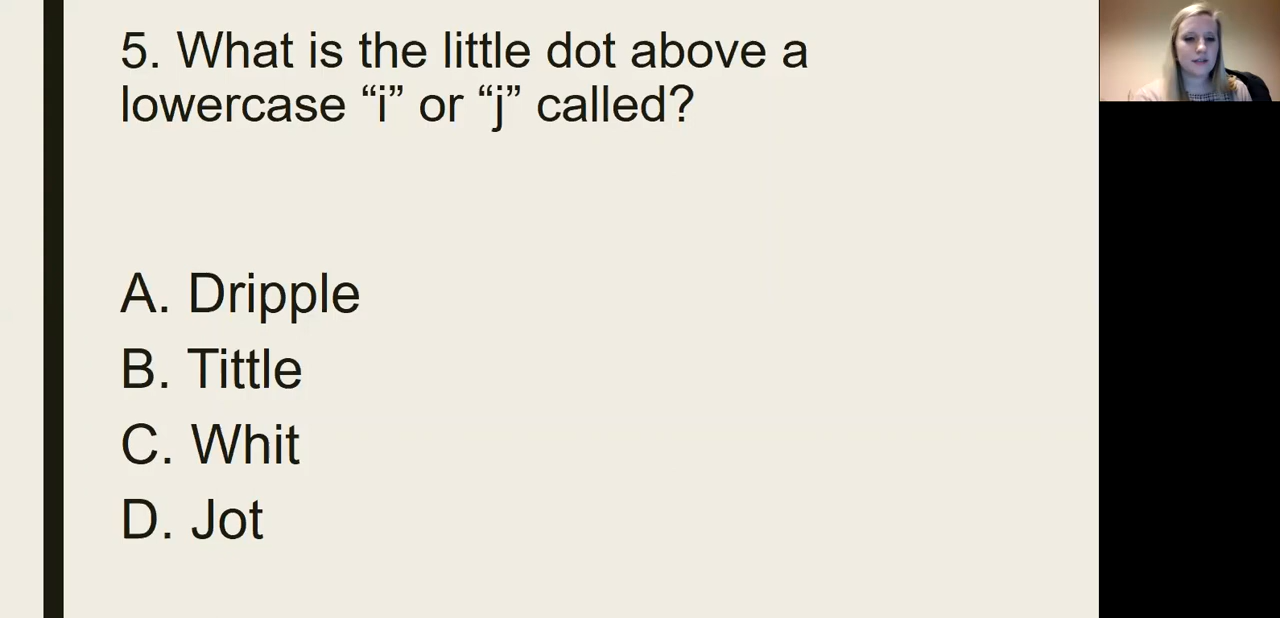 5. What is the little dot above a
lowercase “i” or “j” called?
A. Dripple
B. Tittle
C. Whit
D. Jot